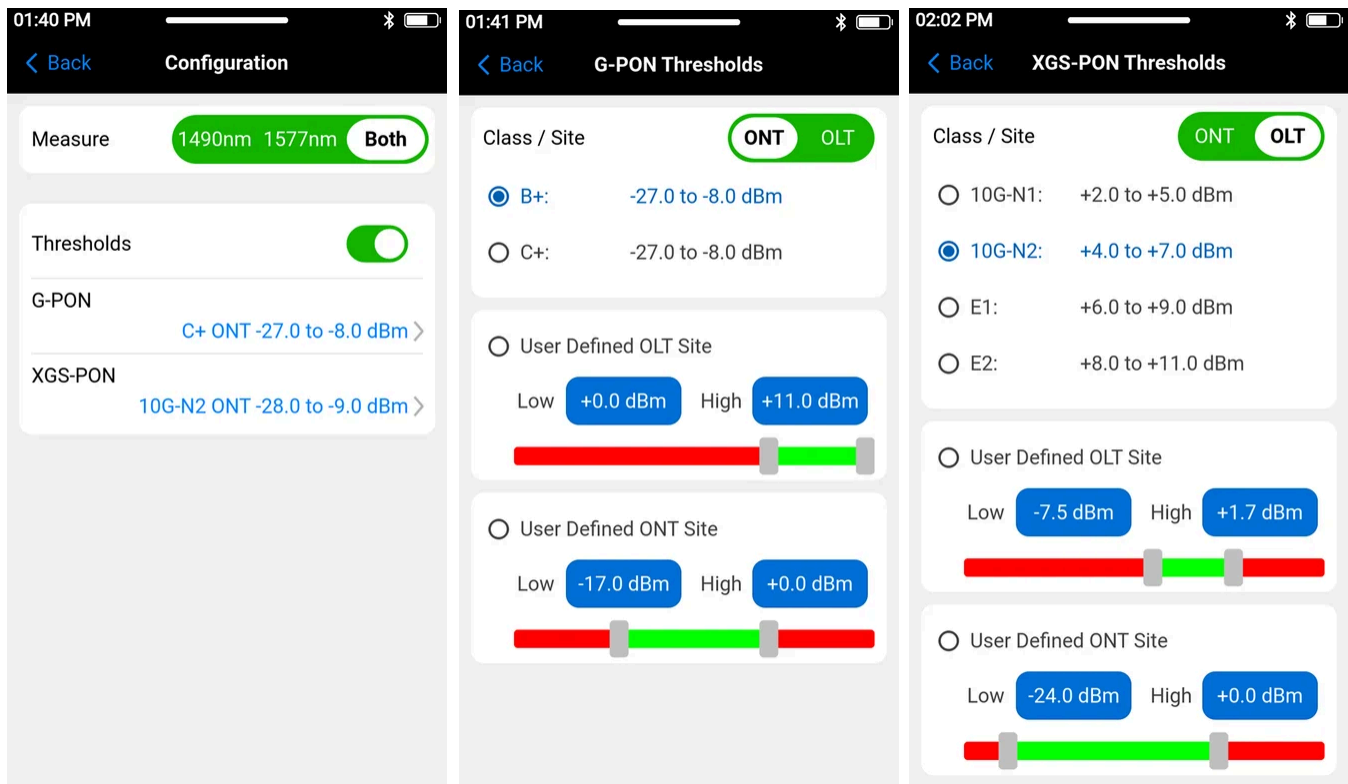 01:40 PM
Back Configuration
Measure 1490nm 1577nm Both
Thresholds
G-PON
C+ ONT -27.0 to -8.0 dBm
XGS-PON
10G-N2 ONT -28.0 to -9.0 dBm
01:41 PM
Back G-PON Thresholds
Class / Site ONT OLT
B+: -27.0 to -8.0 dBm
C+: -27.0 to -8.0 dBm
User Defined OLT Site
Low +0.0 dBm High +11.0 dBm
User Defined ONT Site
Low -17.0 dBm High +0.0 dBm
02:02 PM
Back XGS-PON Thresholds
Class / Site ONT OLT
10G-N1: +2.0 to +5.0 dBm
10G-N2: +4.0 to +7.0 dBm
E1: +6.0 to +9.0 dBm
E2: +8.0 to +11.0 dBm
User Defined OLT Site
Low -7.5 dBm High +1.7 dBm
User Defined ONT Site
Low -24.0 dBm High +0.0 dBm